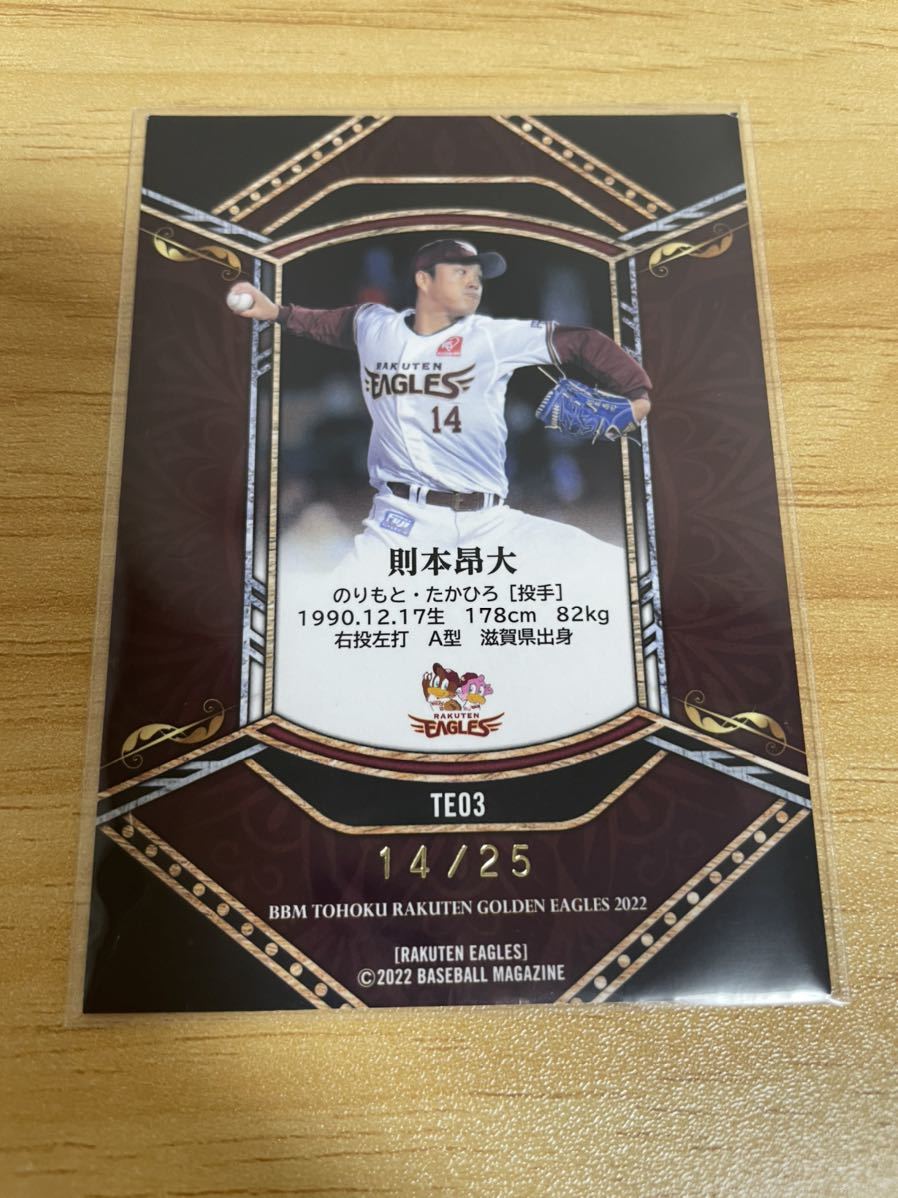 RAKUTEN
EAGLES
14
Fuji
則本昂大
のりもと・たかひろ［投手］
1990.12.17生 178cm 82kg
右投左打 A型 滋賀県出身
RAKUTEN
EAGLES
TE03
14/25
BBM TOHOKU RAKUTEN GOLDEN EAGLES 2022
[RAKUTEN EAGLES]
©2022 BASEBALL MAGAZINE